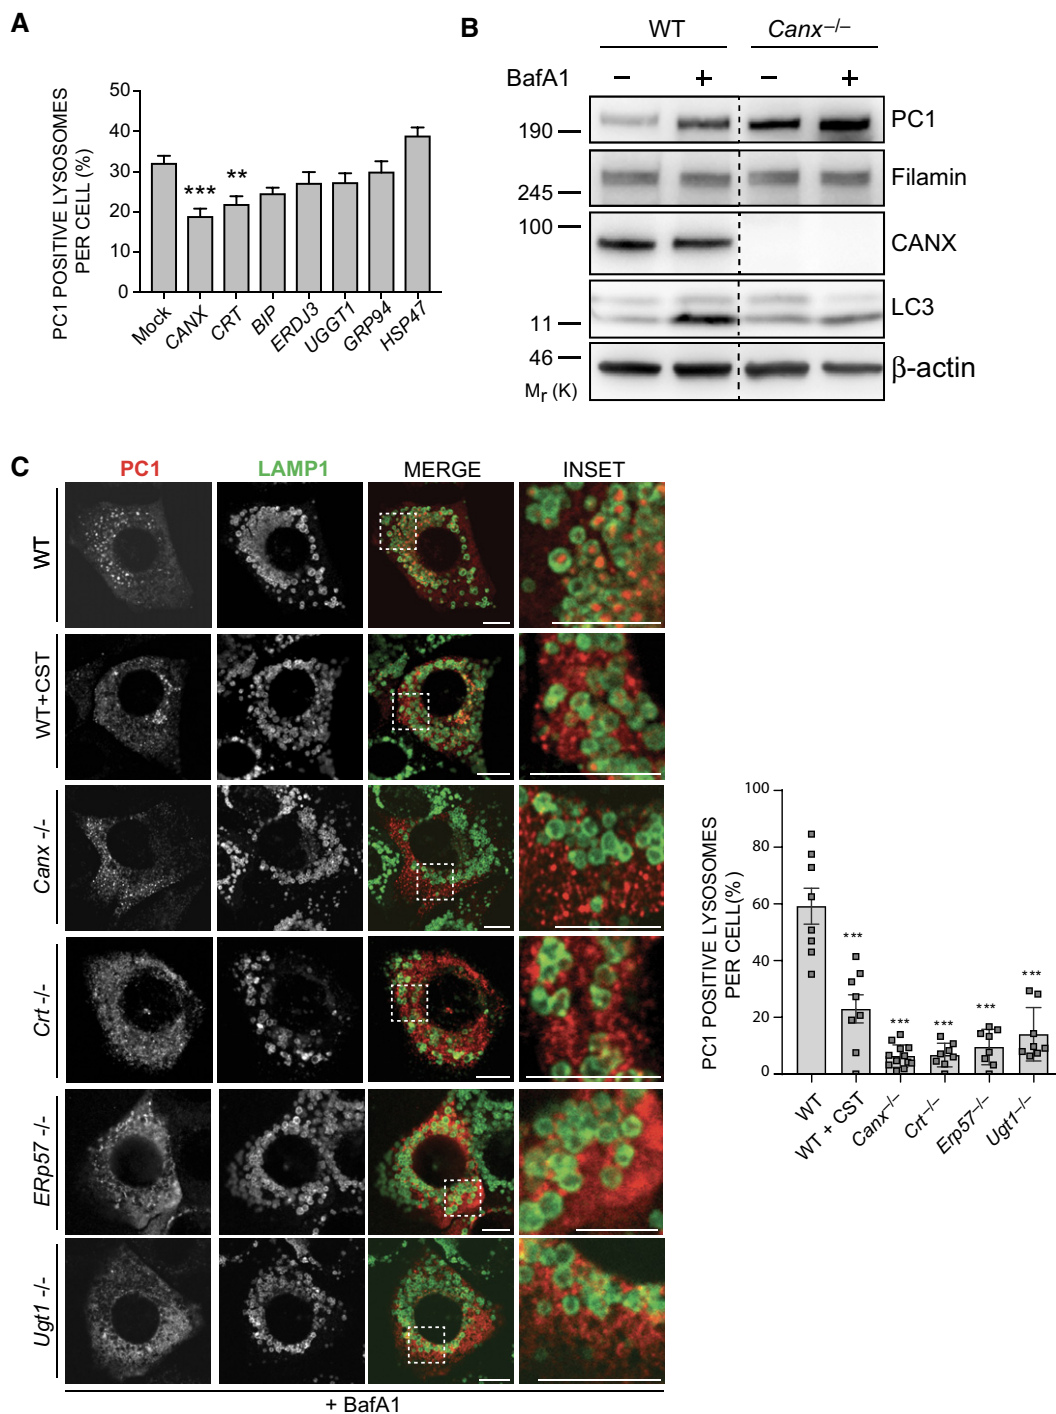 A
PC1 POSITIVE LYSOSOMES
PER CELL (%)
50
40
30
20
10
0
*** **
Mock CANX CRT BIP ERDJ3 UGGT1 GRP94 HSP47
B
WT Canx–/–
BafA1 – + – +
190 PC1
245 Filamin
100 CANX
11 LC3
46 β-actin
Mr (K)
C
PC1 LAMP1 MERGE INSET
WT
WT+CST
Canx -/-
Crt -/-
ERp57 -/-
Ugt1 -/-
+ BafA1
PC1 POSITIVE LYSOSOMES
PER CELL(%)
100
80
60
40
20
0
*** *** *** *** ***
WT WT + CST Canx–/– Crt–/– Erp57–/– Ugt1–/–